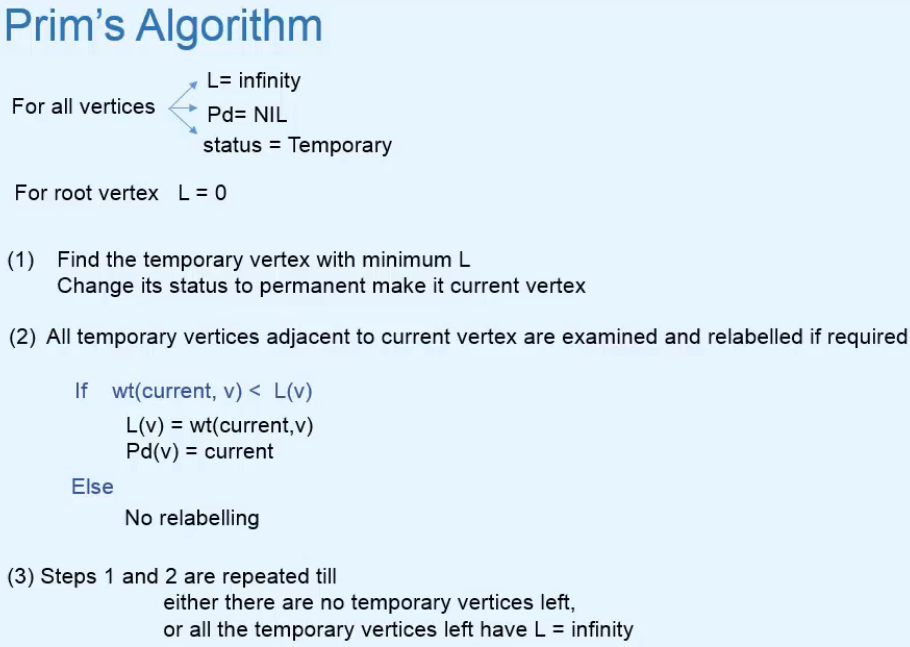 Prim's Algorithm
L= infinity
For all vertices
Pd= NIL
status = Temporary
For root vertex L = 0
(1) Find the temporary vertex with minimum L
Change its status to permanent make it current vertex
(2) All temporary vertices adjacent to current vertex are examined and relabelled if required
If wt(current, v) < L(v)
L(v) = wt(current,v)
Pd(v) = current
Else
No relabelling
(3) Steps 1 and 2 are repeated till
either there are no temporary vertices left,
or all the temporary vertices left have L = infinity